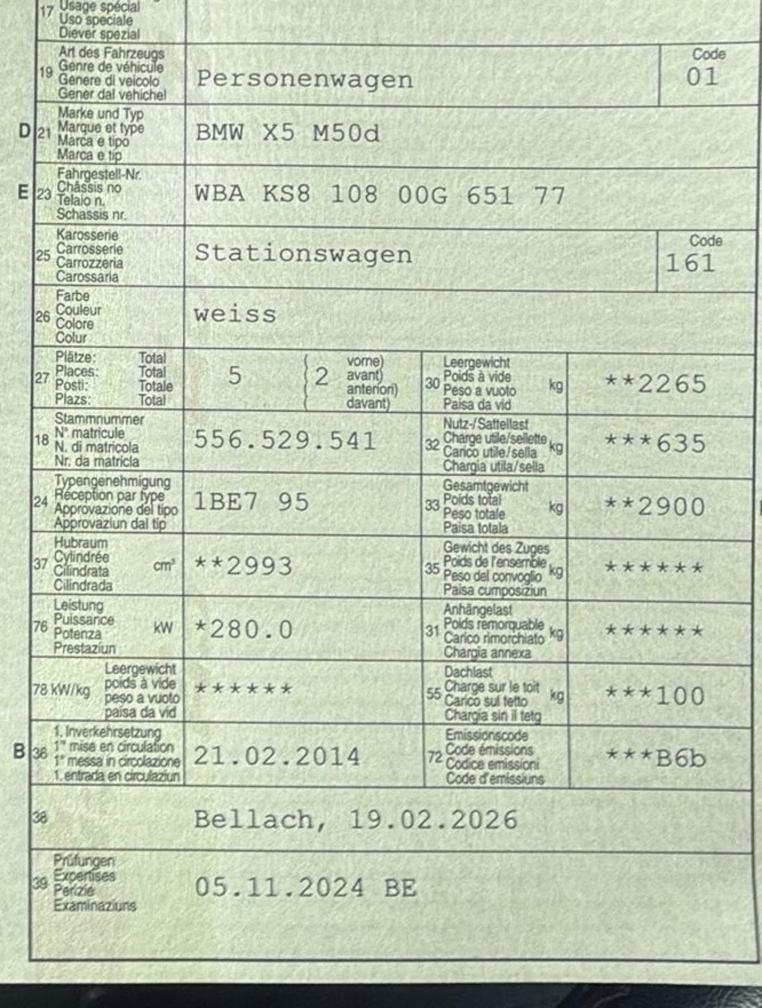 17 Usage spécial
Uso speciale
Diever spezial
19 Art des Fahrzeugs
Genre de véhicule
Genere di veicolo
Gener dal vehichel
Personenwagen
Code
01
D 21 Marke und Typ
Marque et type
Marca e tipo
Marca e tip
BMW X5 M50d
E 23 Fahrgestell-Nr.
Châssis no
Telaio n.
Schassis nr.
WBA KS8 108 00G 651 77
25 Karosserie
Carrosserie
Carrozzeria
Carossaria
Stationswagen
Code
161
26 Farbe
Couleur
Colore
Colur
weiss
27 Plätze: Total
Places: Total
Posti: Totale
Plazs: Total
5 ( 2 vorne)
( avant)
( anteriori)
( davant)
30 Leergewicht
Poids à vide
Peso a vuoto
Paisa da vid
kg **2265
18 Stammnummer
N° matricule
N. di matricola
Nr. da matricla
556.529.541
32 Nutz-/Sattellast
Charge utile/sellette
Carico utile/sella
Chargia utila/sella
kg ***635
24 Typengenehmigung
Réception par type
Approvazione del tipo
Approvaziun dal tip
1BE7 95
33 Gesamtgewicht
Poids total
Peso totale
Paisa totala
kg **2900
37 Hubraum
Cylindrée
Cilindrata
Cilindrada
cm³ **2993
35 Gewicht des Zuges
Poids de l'ensemble
Peso del convoglio
Paisa cumposiziun
kg ******
76 Leistung
Puissance
Potenza
Prestaziun
kW *280.0
31 Anhängelast
Poids remorquable
Carico rimorchiato
Chargia annexa
kg ******
78 kW/kg Leergewicht
poids à vide
peso a vuoto
paisa da vid
******
55 Dachlast
Charge sur le toit
Carico sul tetto
Chargia sin il tetg
kg ***100
B 36 1. Inverkehrsetzung
1re mise en circulation
1a messa in circolazione
1. entrada en circulaziun
21.02.2014
72 Emissionscode
Code émissions
Codice emissioni
Code d'emissiuns
***B6b
38 Bellach, 19.02.2026
39 Prüfungen
Expertises
Perizie
Examinaziuns
05.11.2024 BE